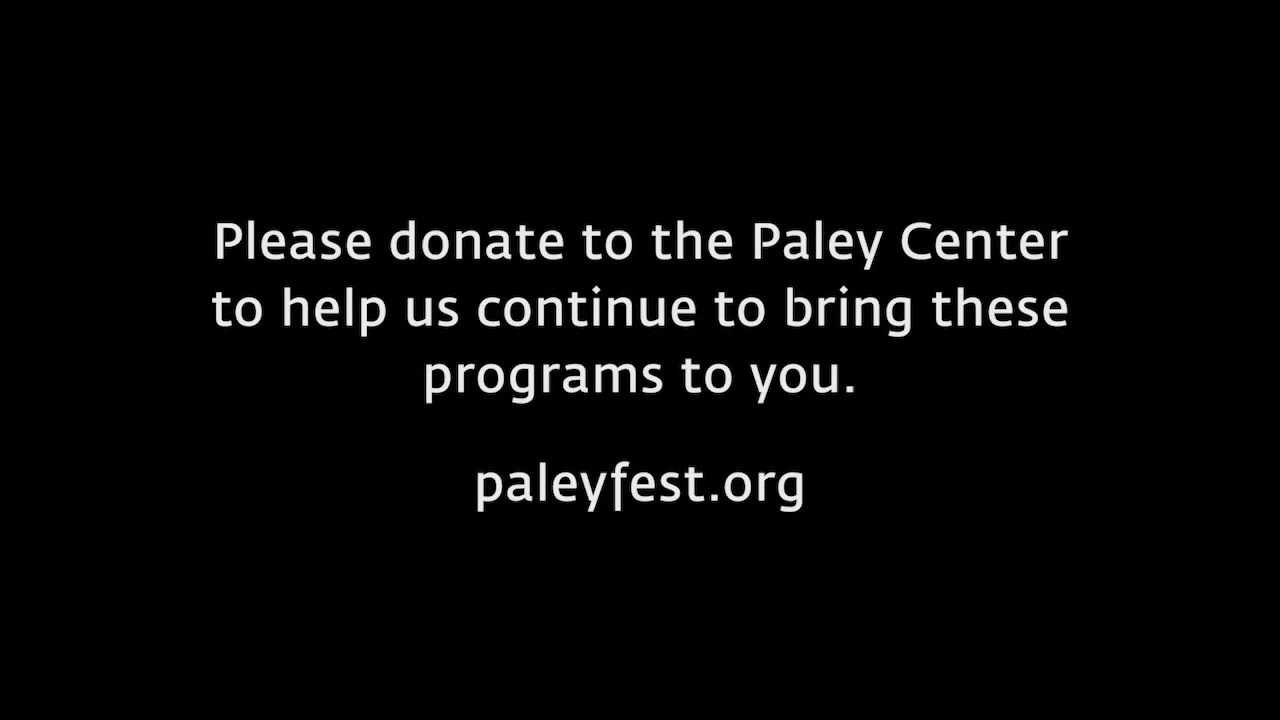 Please donate to the Paley Center
to help us continue to bring these
programs to you.
paleyfest.org